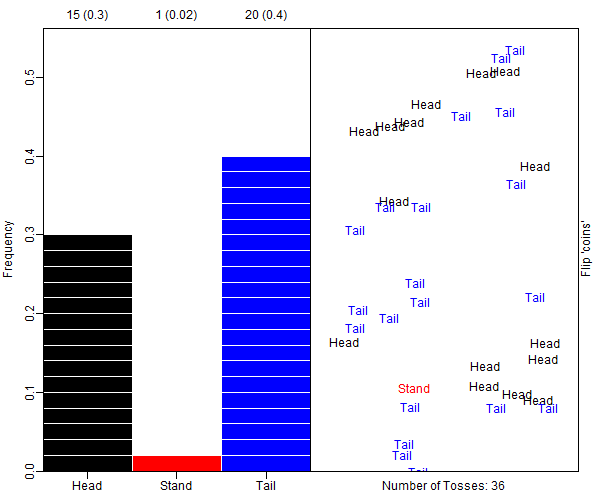 15 (0.3) 1 (0.02) 20 (0.4)
Frequency
0.5
0.4
0.3
0.2
0.1
0.0
Head Stand Tail
Tail
Tail
Head Head
Head
Tail Tail
Head Head Head
Head
Tail
Head
Tail Tail
Tail
Tail
Tail Tail
Tail
Tail
Tail
Head
Head
Head
Head
Stand
Head
Head
Head
Tail Tail Tail
Tail
Tail
Tail
Flip 'coins'
Number of Tosses: 36